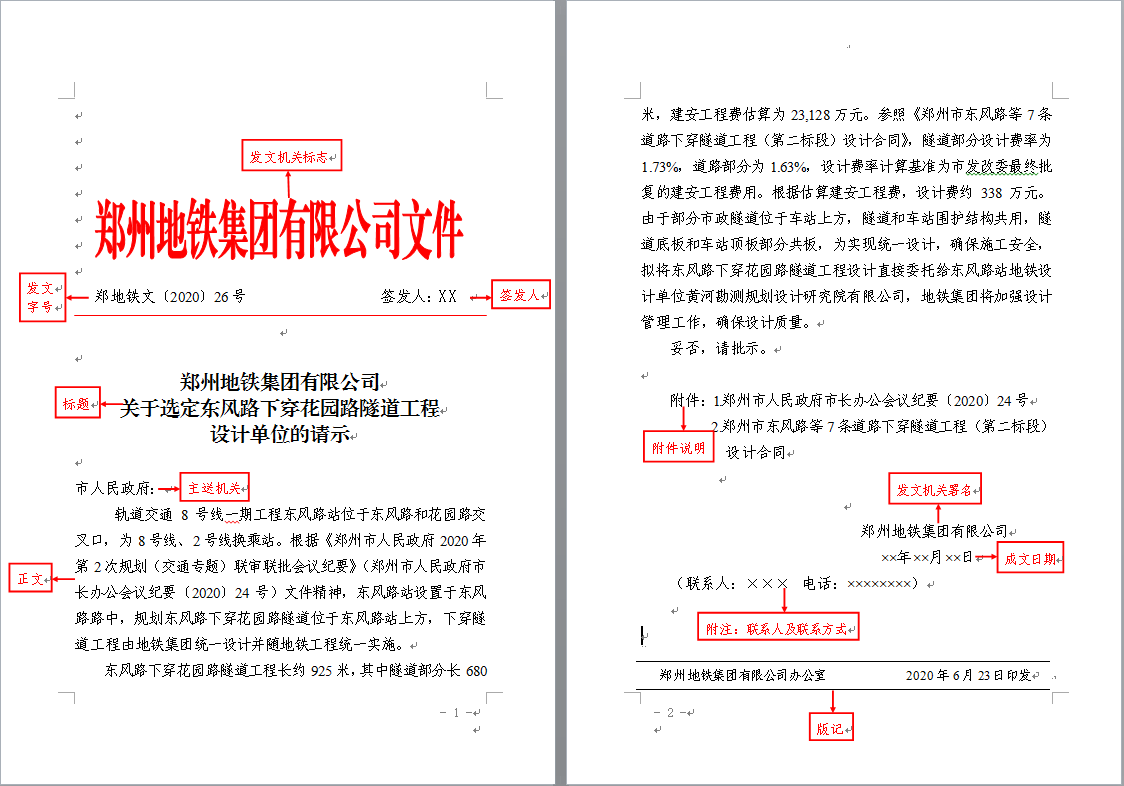 发文机关标志
郑州地铁集团有限公司文件
发文
字号
郑地铁文〔2020〕26号
签发人：XX
签发人
郑州地铁集团有限公司
标题
关于选定东风路下穿花园路隧道工程
设计单位的请示
市人民政府：
主送机关
轨道交通 8 号线一期工程东风路站位于东风路和花园路交
叉口，为 8 号线、2 号线换乘站。根据《郑州市人民政府 2020 年
正文
第 2 次规划（交通专题）联审联批会议纪要》（郑州市人民政府市
长办公会议纪要〔2020〕24 号）文件精神，东风路站设置于东风
路路中，规划东风路下穿花园路隧道位于东风路站上方，下穿隧
道工程由地铁集团统一设计并随地铁工程统一实施。
东风路下穿花园路隧道工程长约 925 米，其中隧道部分长 680
- 1 -
米，建安工程费估算为 23,128 万元。参照《郑州市东风路等 7 条
道路下穿隧道工程（第二标段）设计合同》，隧道部分设计费率为
1.73%，道路部分为 1.63%，设计费率计算基准为市发改委最终批
复的建安工程费用。根据估算建安工程费，设计费约 338 万元。
由于部分市政隧道位于车站上方，隧道和车站围护结构共用，隧
道底板和车站顶板部分共板，为实现统一设计，确保施工安全，
拟将东风路下穿花园路隧道工程设计直接委托给东风路站地铁设
计单位黄河勘测规划设计研究院有限公司，地铁集团将加强设计
管理工作，确保设计质量。
妥否，请批示。
附件：1.郑州市人民政府市长办公会议纪要〔2020〕24 号
2.郑州市东风路等 7 条道路下穿隧道工程（第二标段）
附件说明
设计合同
发文机关署名
郑州地铁集团有限公司
××年××月××日
成文日期
（联系人：××× 电话：××××××××）
附注：联系人及联系方式
郑州地铁集团有限公司办公室
2020 年 6 月 23 日印发
- 2 -
版记